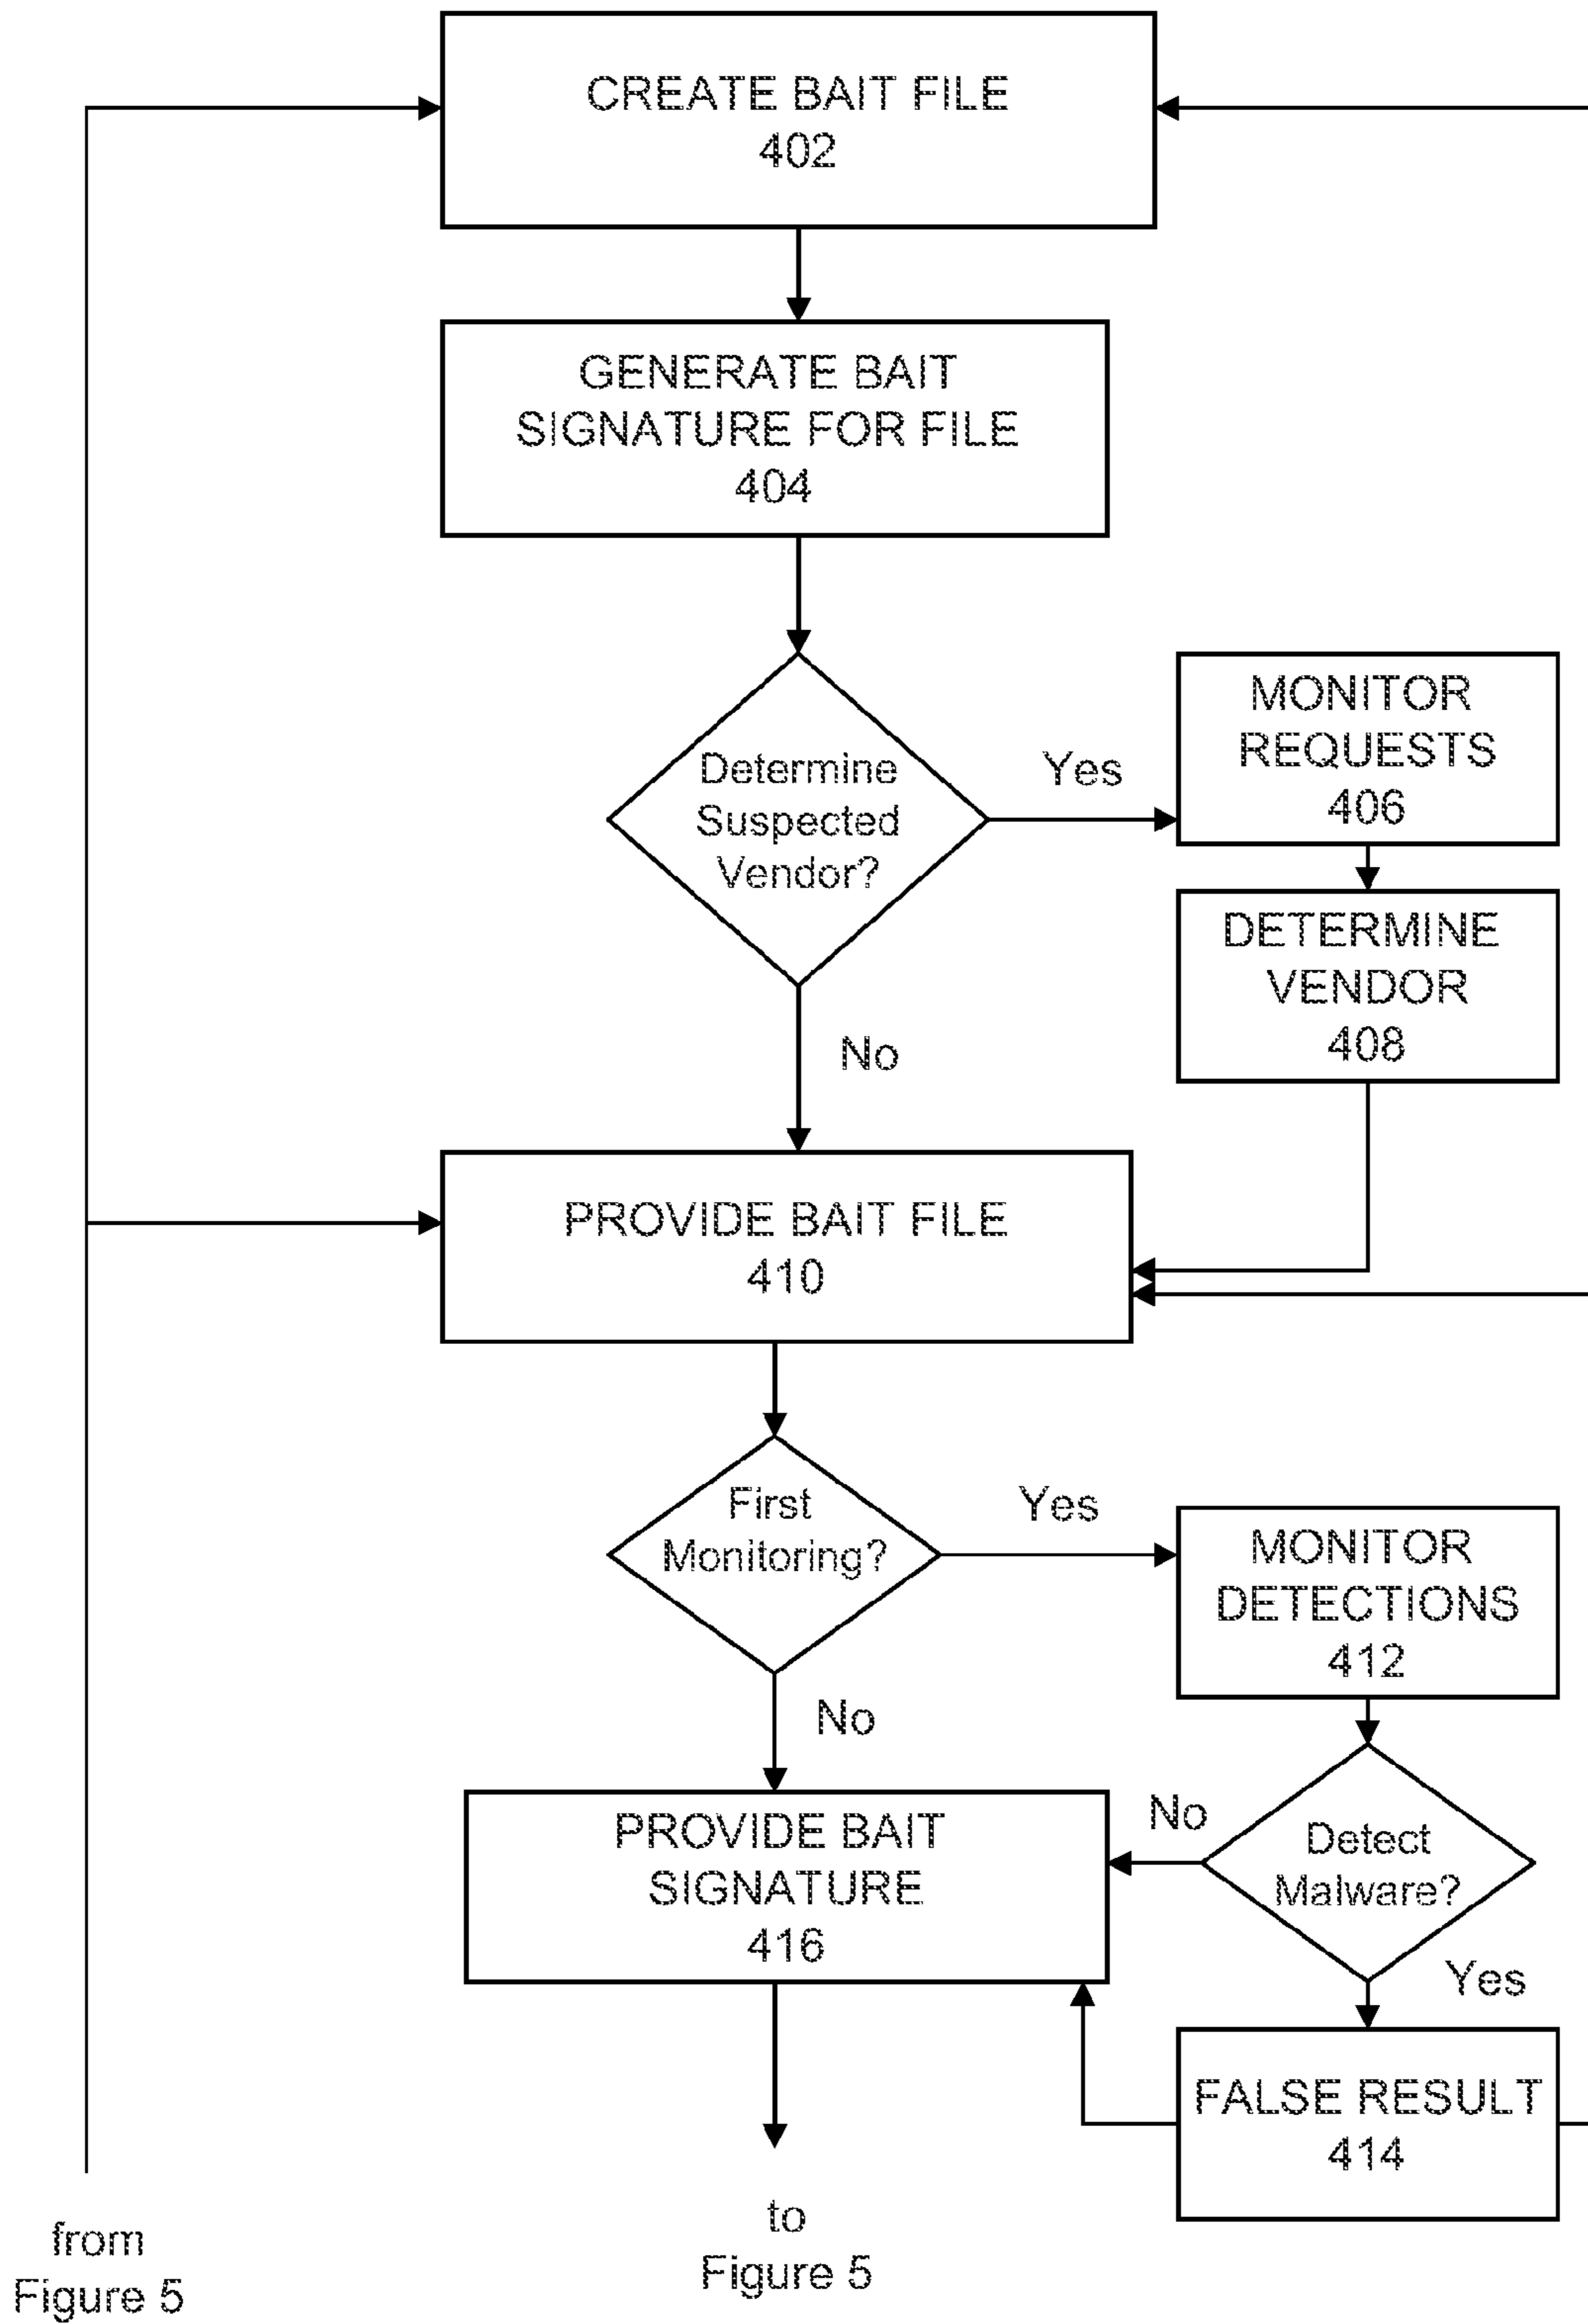 CREATE BAIT FILE
402
GENERATE BAIT
SIGNATURE FOR FILE
404
Determine
Suspected
Vendor?
Yes
MONITOR
REQUESTS
406
DETERMINE
VENDOR
408
No
PROVIDE BAIT FILE
410
First
Monitoring?
Yes
MONITOR
DETECTIONS
412
No
PROVIDE BAIT
SIGNATURE
416
No
Detect
Malware?
Yes
FALSE RESULT
414
to
Figure 5
from
Figure 5